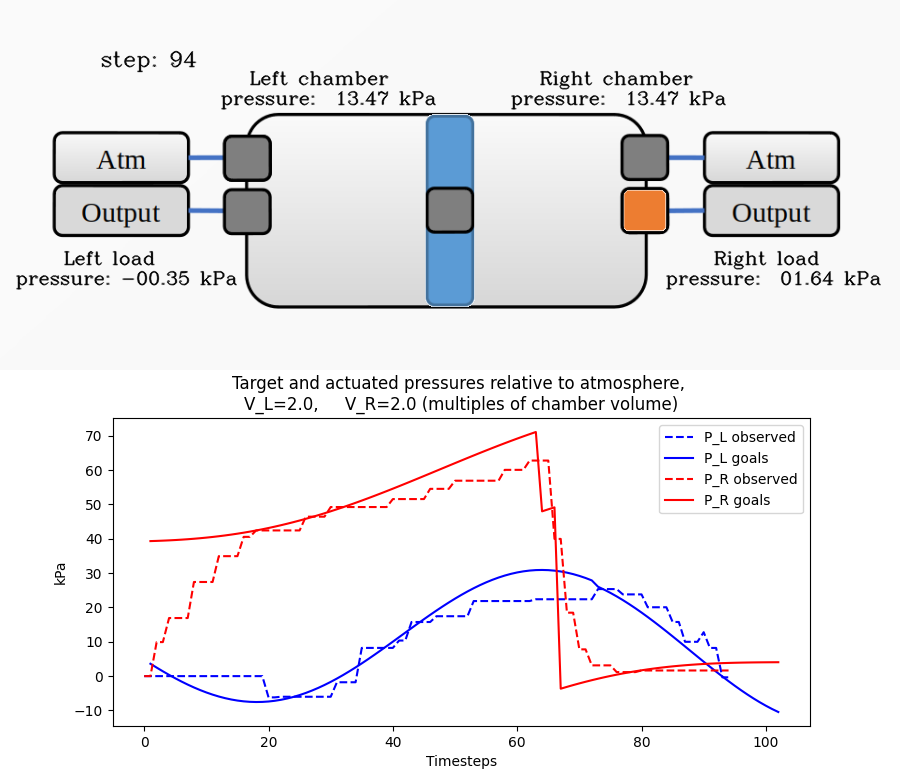 step: 94
Left chamber
pressure: 13.47 kPa
Right chamber
pressure: 13.47 kPa
Atm
Atm
Output
Output
Left load
pressure: -00.35 kPa
Right load
pressure: 01.64 kPa
Target and actuated pressures relative to atmosphere,
V_L=2.0, V_R=2.0 (multiples of chamber volume)
P_L observed
P_L goals
P_R observed
P_R goals
kPa
70
60
50
40
30
20
10
0
−10
0 20 40 60 80 100
Timesteps